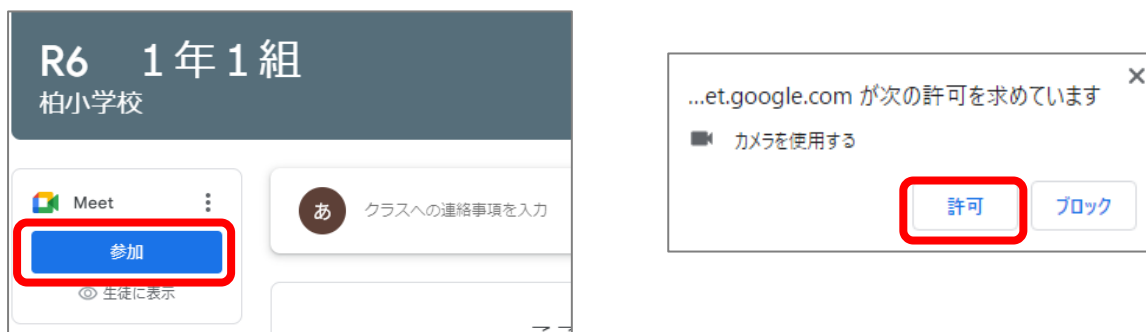 R6　１年１組
柏小学校
Meet
参加
生徒に表示
あ
クラスへの連絡事項を入力
...et.google.com が次の許可を求めています
カメラを使用する
許可
ブロック